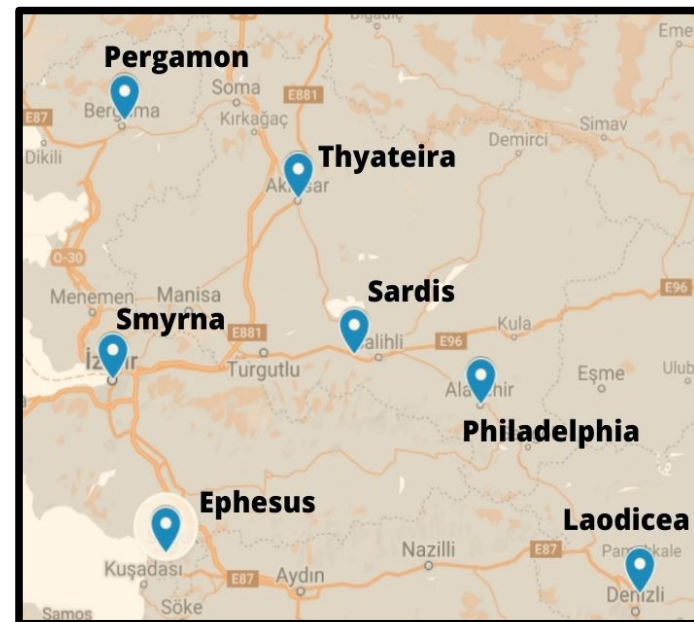 Emet
Pergamon
Soma
E881
Bergama
E87
Kırkağaç
Simav
Demirci
Dikili
Thyateira
Akhisar
O-30
Sardis
E96
Menemen
Manisa
Smyrna
Kula
E881
Salihli
E96
İzmir
Turgutlu
Alaşehir
Eşme
Ulub
Philadelphia
Ephesus
Laodicea
Nazilli
E87
Pamukkale
Kuşadası
E87
Aydın
Denizli
Söke
Samos